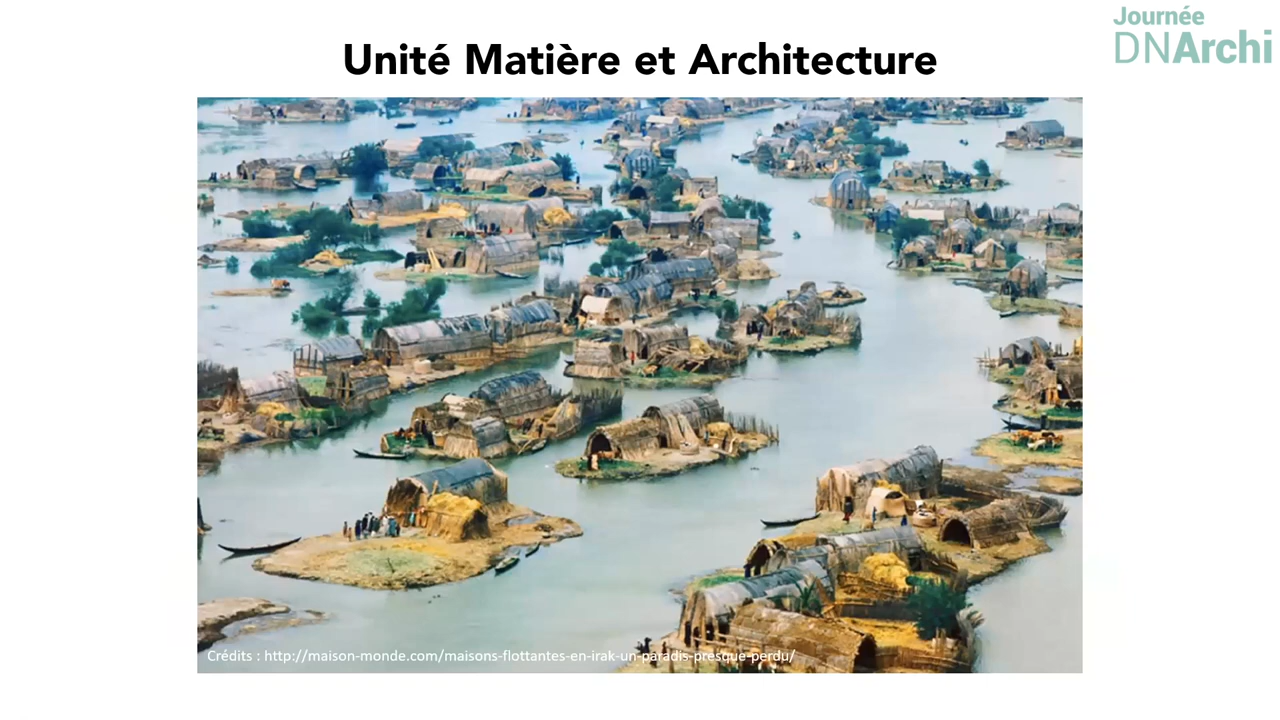 Journée
DNArchi
Unité Matière et Architecture
Crédits : http://maison-monde.com/maisons-flottantes-en-irak-un-paradis-presque-perdu/